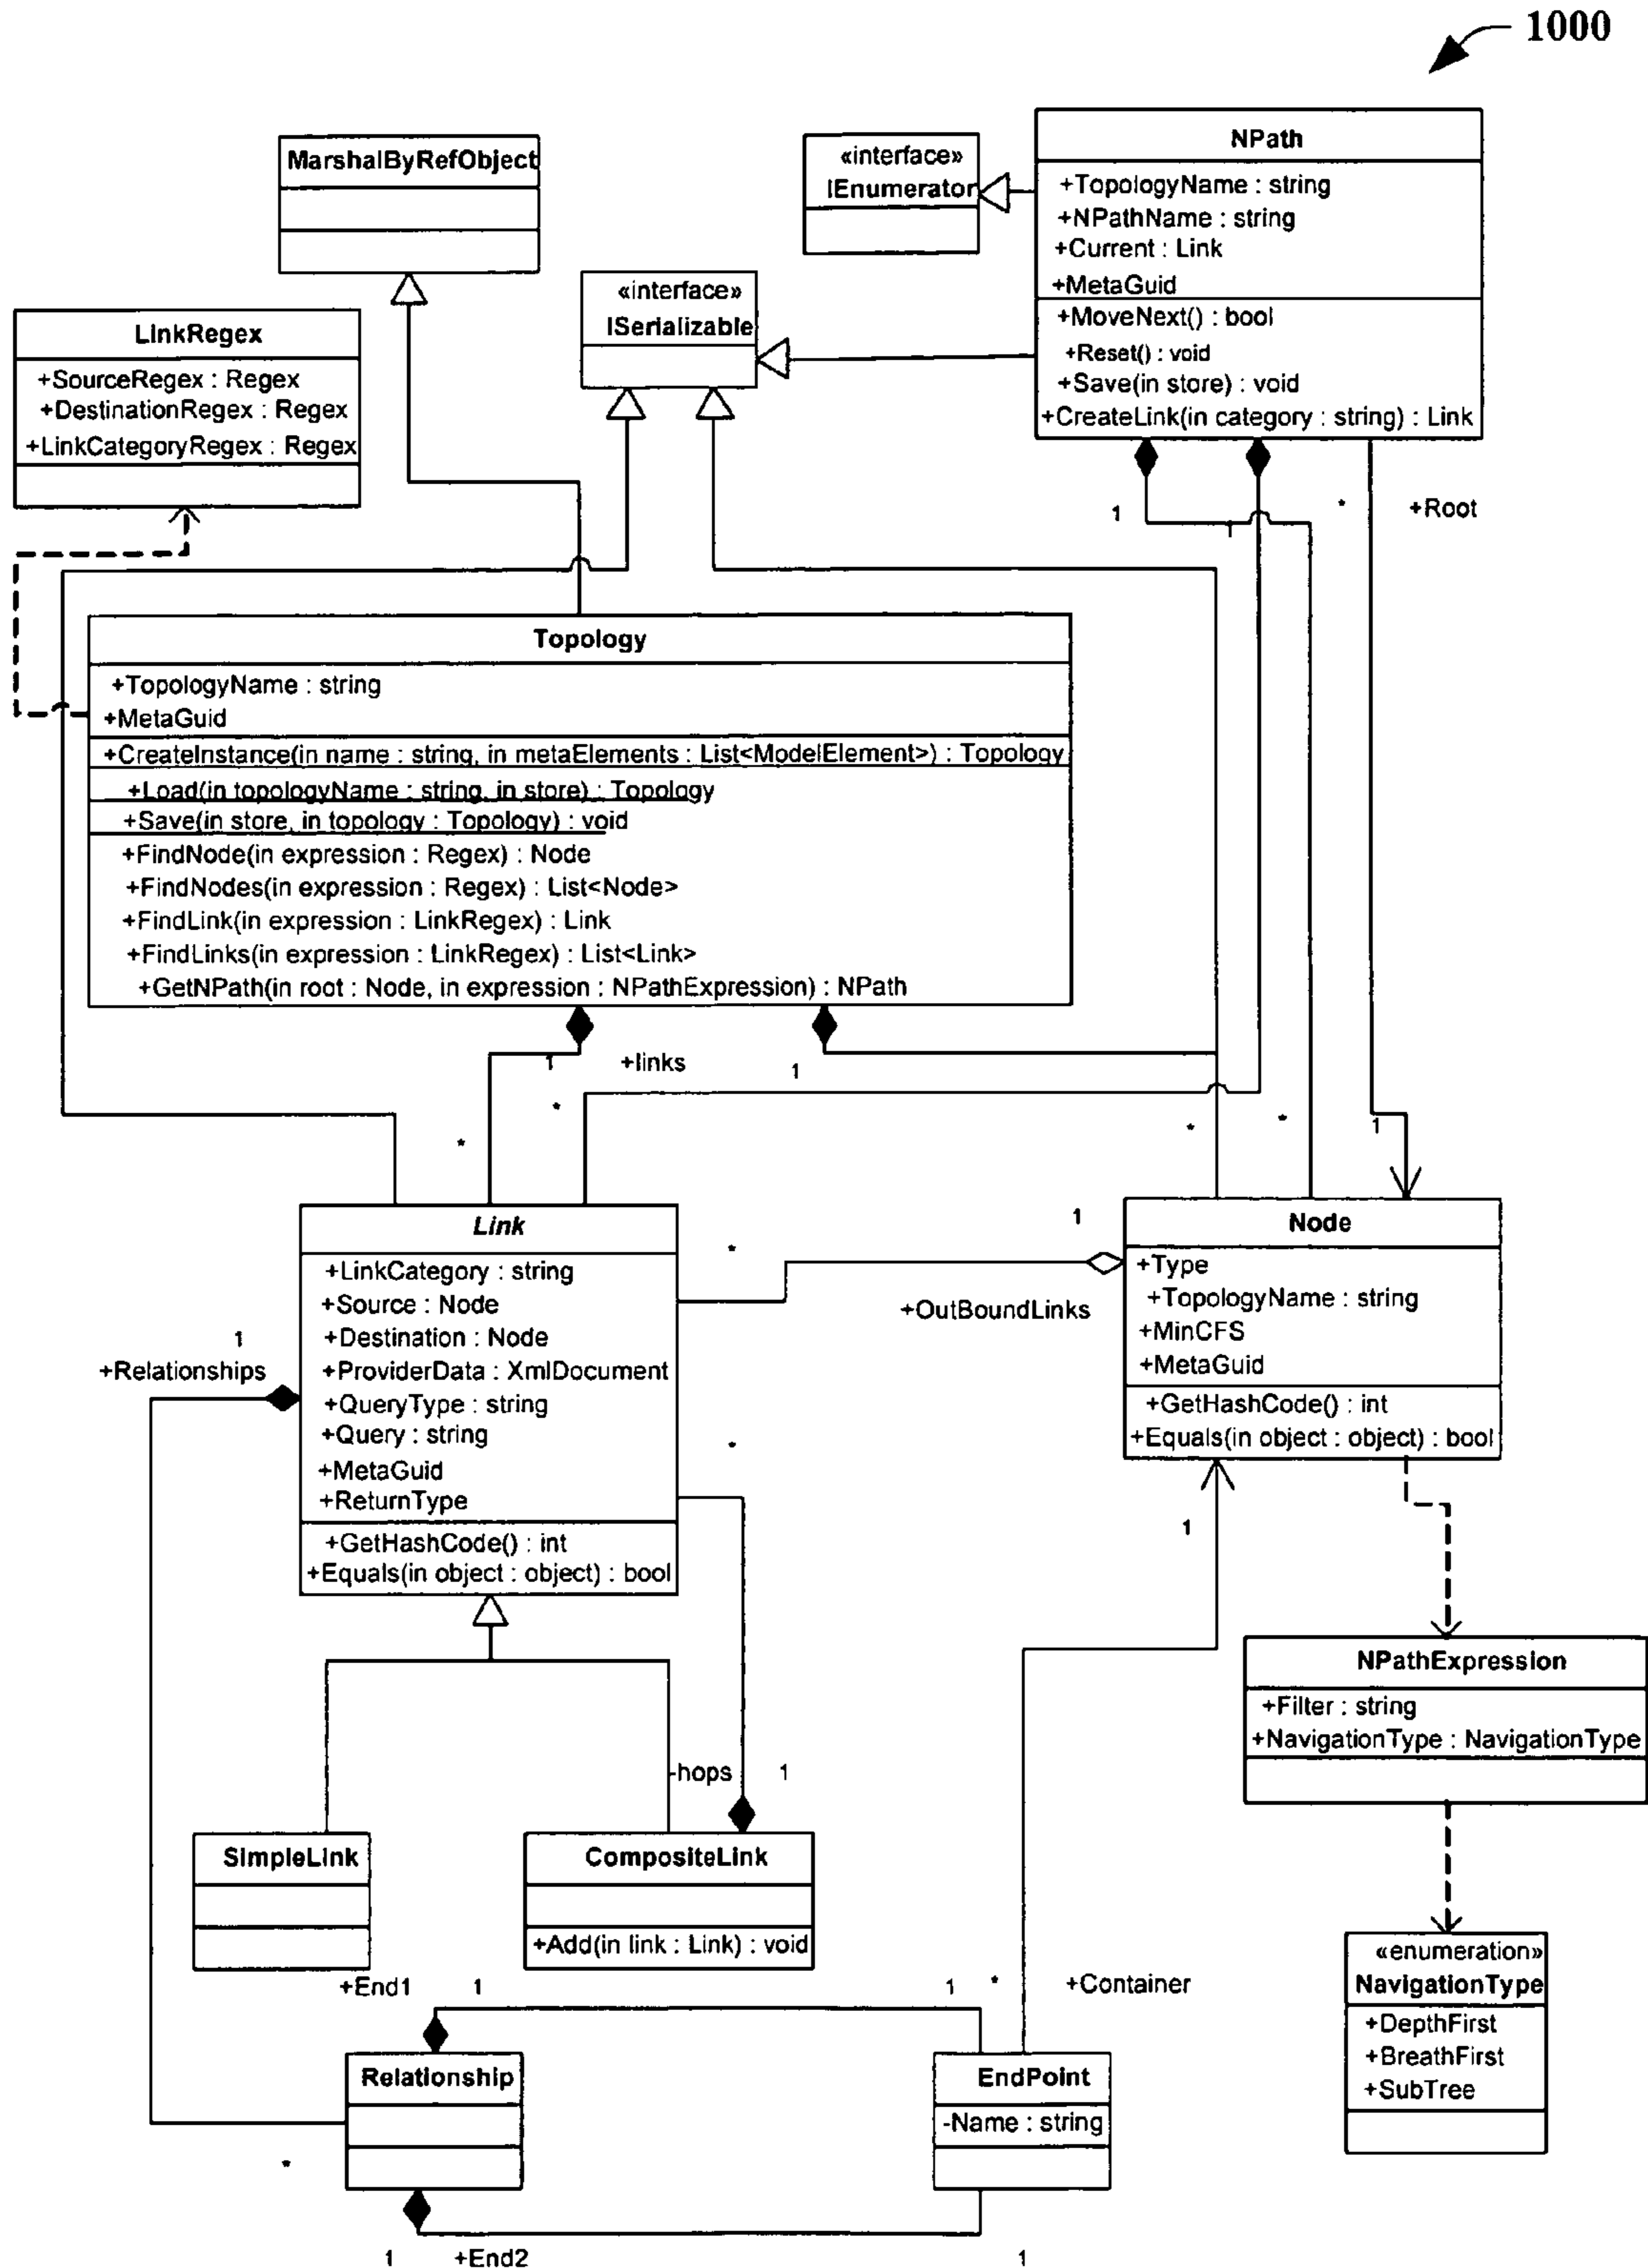 1000
MarshalByRefObject
«interface»
IEnumerator
NPath
+TopologyName : string
+NPathName : string
+Current : Link
+MetaGuid
+MoveNext() : bool
+Reset() : void
+Save(in store) : void
+CreateLink(in category : string) : Link
«interface»
ISerializable
LinkRegex
+SourceRegex : Regex
+DestinationRegex : Regex
+LinkCategoryRegex : Regex
1
1
*
+Root
Topology
+TopologyName : string
+MetaGuid
+CreateInstance(in name : string, in metaElements : List<ModelElement>) : Topology
+Load(in topologyName : string, in store) : Topology
+Save(in store, in topology : Topology) : void
+FindNode(in expression : Regex) : Node
+FindNodes(in expression : Regex) : List<Node>
+FindLink(in expression : LinkRegex) : Link
+FindLinks(in expression : LinkRegex) : List<Link>
+GetNPath(in root : Node, in expression : NPathExpression) : NPath
1
+links
1
*
*
*
*
1
Link
+LinkCategory : string
+Source : Node
+Destination : Node
+ProviderData : XmlDocument
+QueryType : string
+Query : string
+MetaGuid
+ReturnType
+GetHashCode() : int
+Equals(in object : object) : bool
*
1
+OutBoundLinks
Node
+Type
+TopologyName : string
+MinCFS
+MetaGuid
+GetHashCode() : int
+Equals(in object : object) : bool
1
+Relationships
*
1
NPathExpression
+Filter : string
+NavigationType : NavigationType
-hops
1
SimpleLink
CompositeLink
+Add(in link : Link) : void
«enumeration»
NavigationType
+DepthFirst
+BreathFirst
+SubTree
+End1
1
1
*
+Container
Relationship
EndPoint
-Name : string
*
1
+End2
1